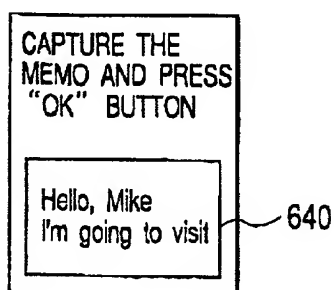 CAPTURE THE
MEMO AND PRESS
“OK” BUTTON
Hello, Mike
I'm going to visit
640